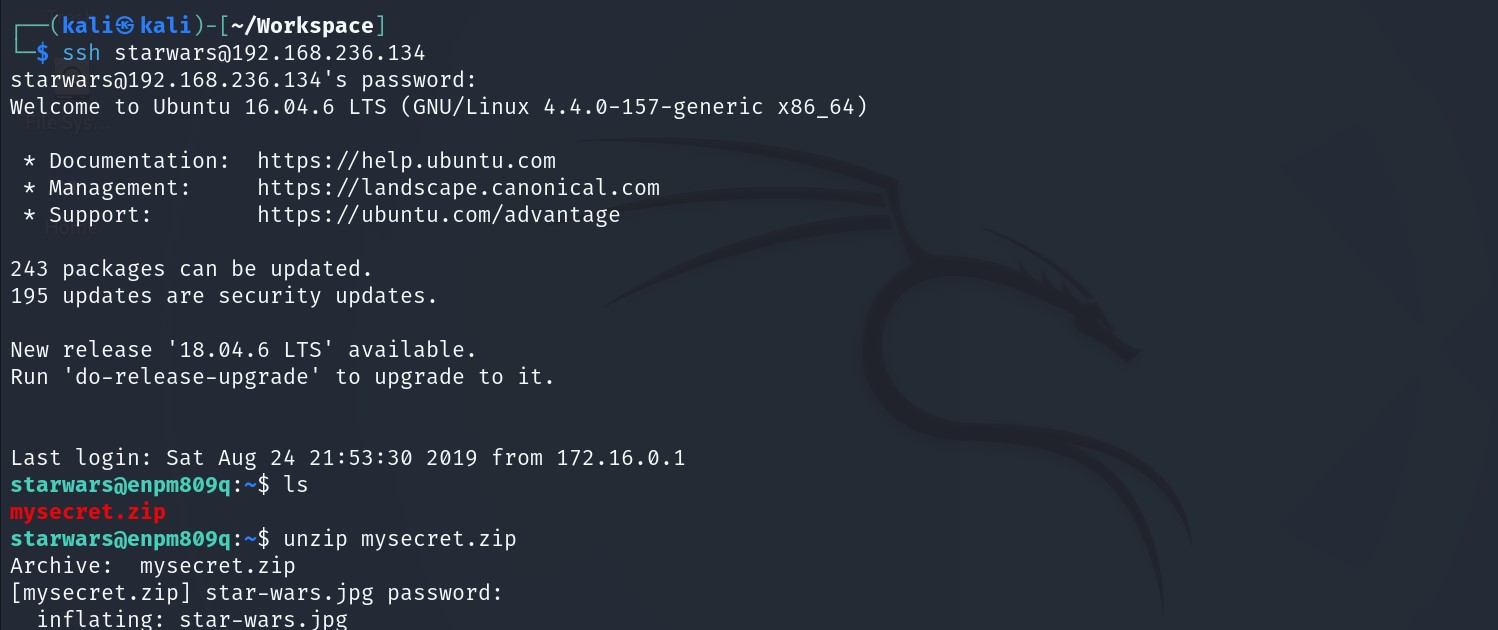 ┌──(kali㉿kali)-[~/Workspace]
└─$ ssh starwars@192.168.236.134
starwars@192.168.236.134's password:
Welcome to Ubuntu 16.04.6 LTS (GNU/Linux 4.4.0-157-generic x86_64)
File Sys...
 * Documentation:  https://help.ubuntu.com
 * Management:     https://landscape.canonical.com
 * Support:        https://ubuntu.com/advantage
Home
243 packages can be updated.
195 updates are security updates.
New release '18.04.6 LTS' available.
Run 'do-release-upgrade' to upgrade to it.
Last login: Sat Aug 24 21:53:30 2019 from 172.16.0.1
starwars@enpm809q:~$ ls
mysecret.zip
starwars@enpm809q:~$ unzip mysecret.zip
Archive:  mysecret.zip
[mysecret.zip] star-wars.jpg password:
  inflating: star-wars.jpg